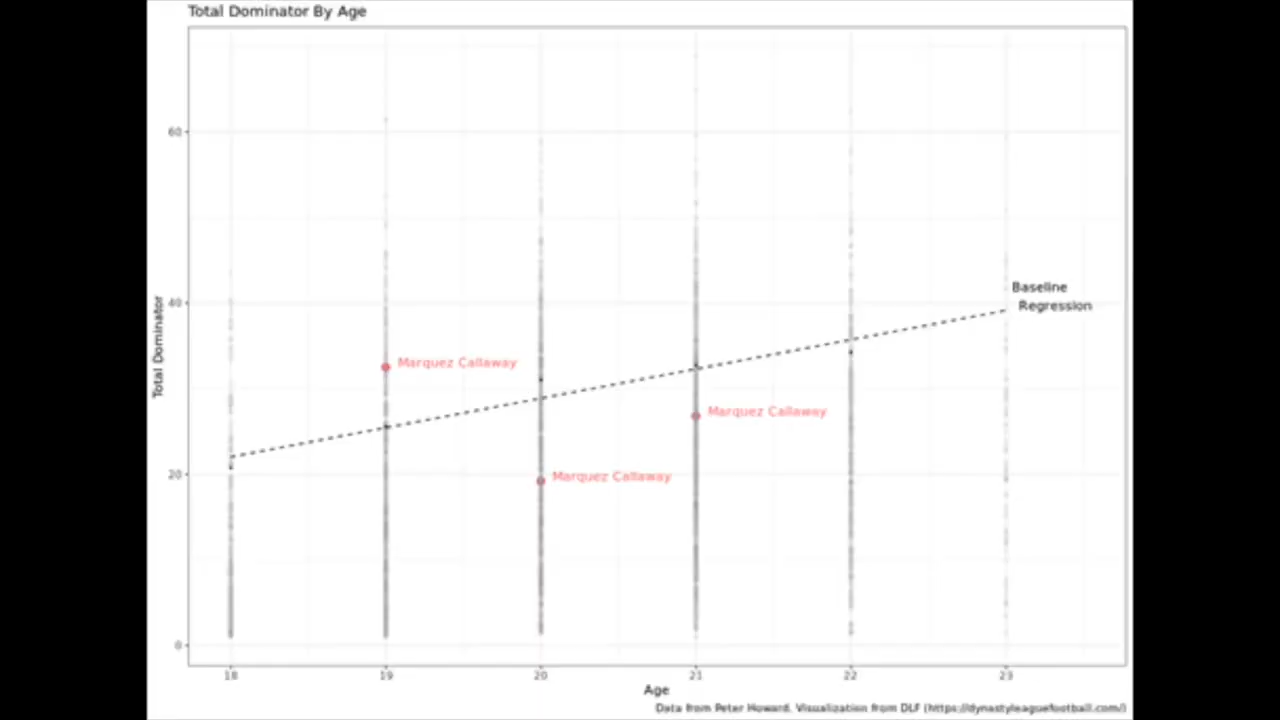 Total Dominator By Age
60
40
20
0
Total Dominator
Baseline
Regression
Marquez Callaway
Marquez Callaway
Marquez Callaway
18 19 20 21 22 23
Age
Data from Peter Howard, Visualization from DLF (https://dynastyleaguefootball.com/)